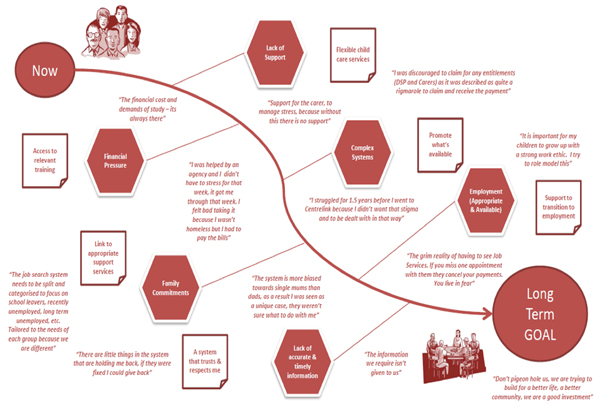 Now
Lack of
Support
Flexible child
care services
"I was discouraged to claim for any entitlements
(DSP and Carers) as it was described as quite a
rigmarole to claim and receive the payment"
"The financial cost and
demands of study – its
always there"
"Support for the carer, to
manage stress, because without
this there is no support"
Access to
relevant
training
Financial
Pressure
Complex
Systems
Promote
what's
available
"It is important for my
children to grow up with
a strong work ethic. I try
to role model this"
"I was helped by an
agency and I didn't
have to stress for that
week, it got me
through that week. I
felt bad taking it
because I wasn't
homeless but I had to
pay the bills"
"I struggled for 1.5 years before I went to
Centrelink because I didn't want that stigma
and to be dealt with in that way"
Employment
(Appropriate
& Available)
Support to
transition to
employment
Link to
appropriate
support
services
"The grim reality of having to see Job
Services. If you miss one appointment
with them they cancel your payments.
You live in fear"
"The job search system
needs to be split and
categorised to focus on
school leavers, recently
unemployed, long term
unemployed, etc.
Tailored to the needs of
each group because we
are different"
Family
Commitments
"The system is more biased
towards single mums than
dads, as a result I was seen as
a unique case, they weren't
sure what to do with me"
Long
Term
GOAL
"There are little things in the system
that are holding me back, if they were
fixed I could give back"
A system
that trusts &
respects me
Lack of
accurate &
timely
information
"The information
we require isn't
given to us"
"Don't pigeon hole us, we are trying to
build for a better life, a better
community, we are a good investment"